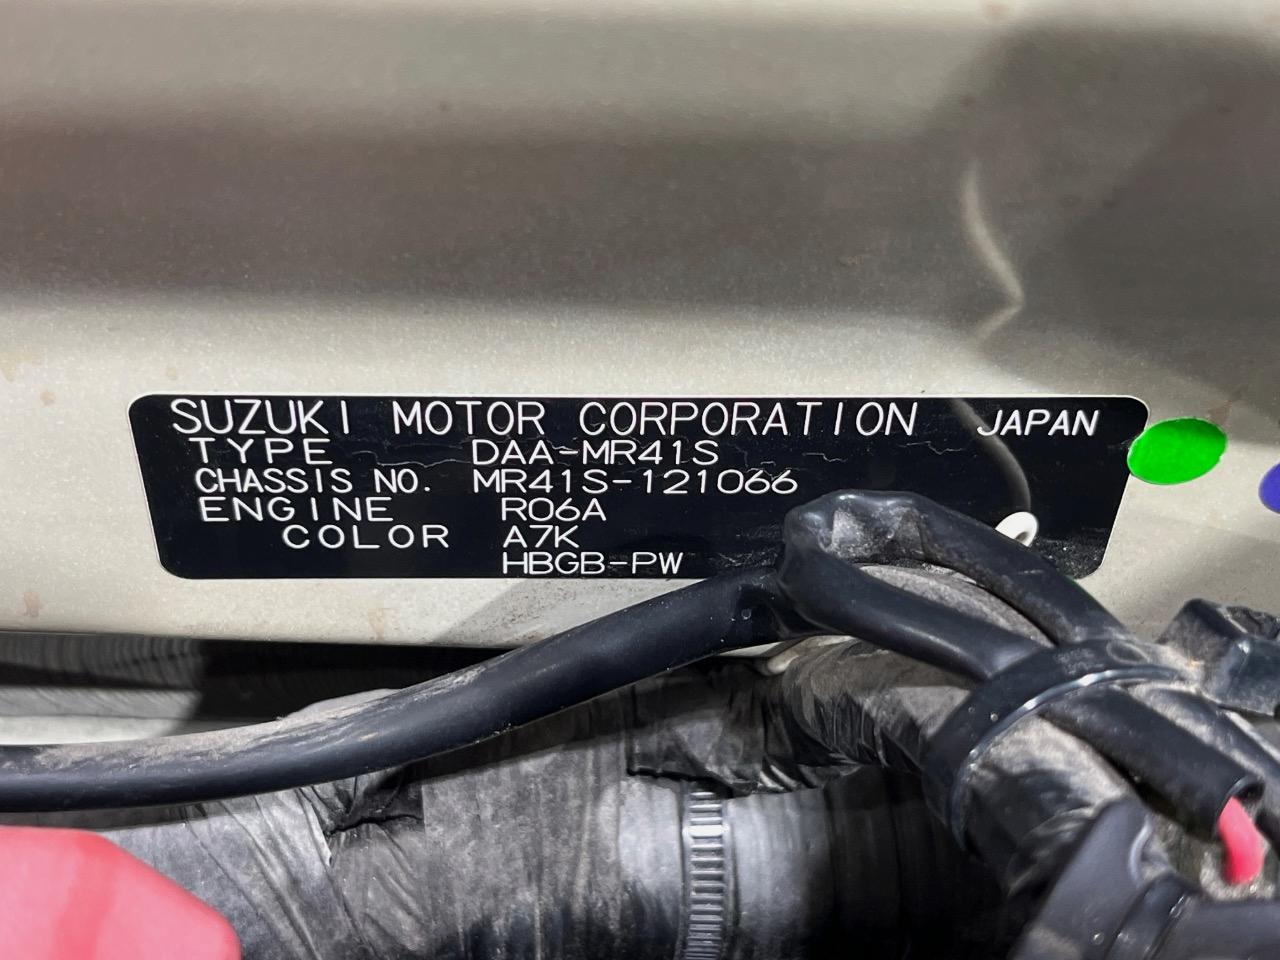 SUZUKI MOTOR CORPORATION JAPAN
TYPE DAA-MR41S
CHASSIS NO. MR41S-121066
ENGINE R06A
COLOR A7K
HBGB-PW